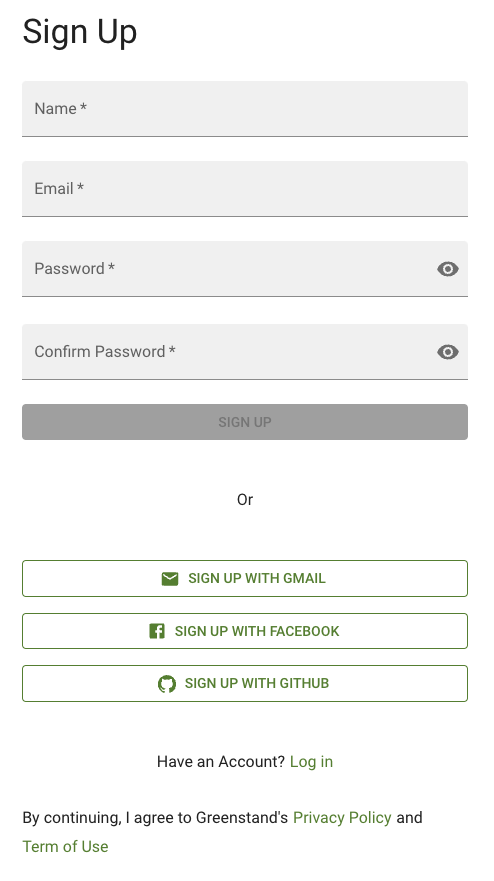 Sign Up
Name *
Email *
Password *
Confirm Password *
SIGN UP
Or
SIGN UP WITH GMAIL
SIGN UP WITH FACEBOOK
SIGN UP WITH GITHUB
Have an Account? Log in
By continuing, I agree to Greenstand's Privacy Policy and
Term of Use